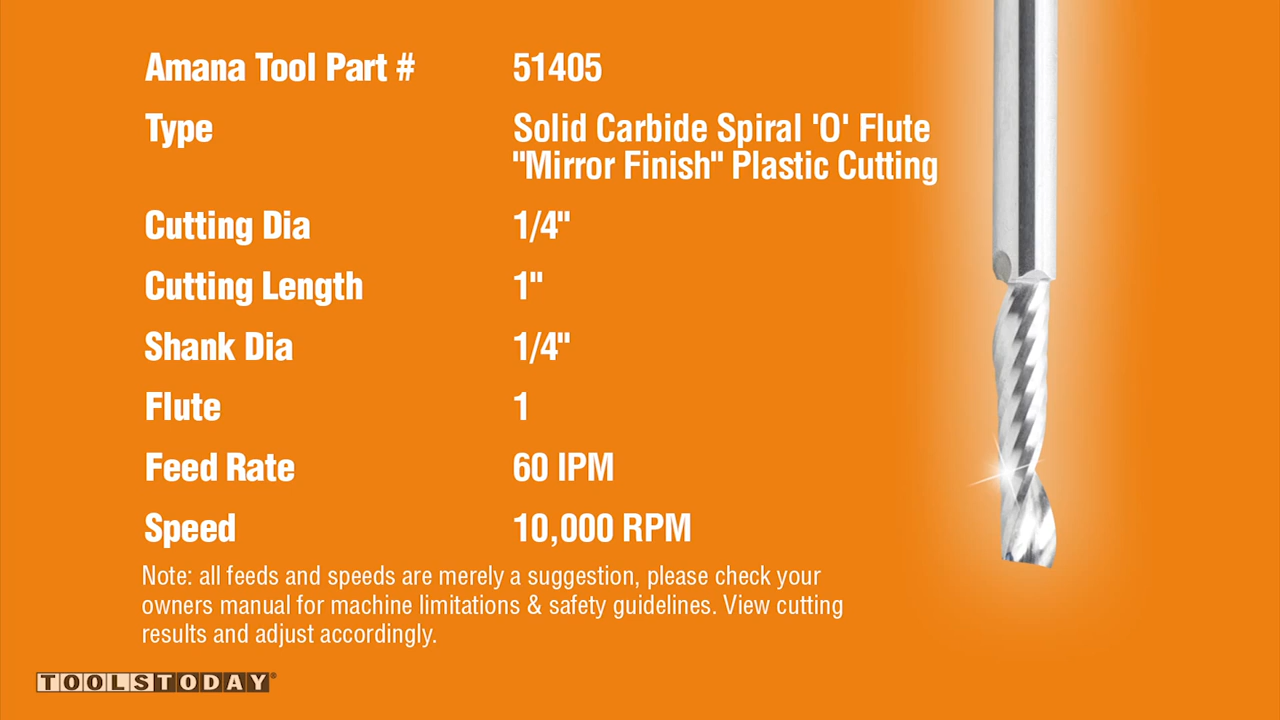 Amana Tool Part # 51405
Type Solid Carbide Spiral 'O' Flute
"Mirror Finish" Plastic Cutting
Cutting Dia 1/4"
Cutting Length 1"
Shank Dia 1/4"
Flute 1
Feed Rate 60 IPM
Speed 10,000 RPM
Note: all feeds and speeds are merely a suggestion, please check your
owners manual for machine limitations & safety guidelines. View cutting
results and adjust accordingly.
TOOLSTODAY®